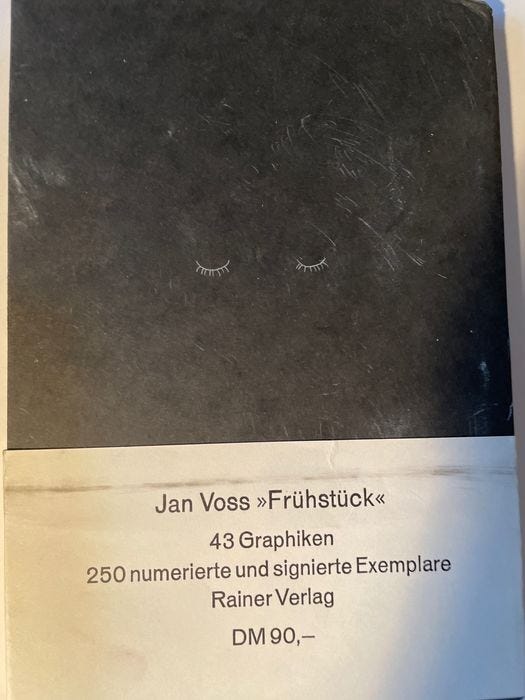 Jan Voss »Frühstück«
43 Graphiken
250 numerierte und signierte Exemplare
Rainer Verlag
DM 90,—